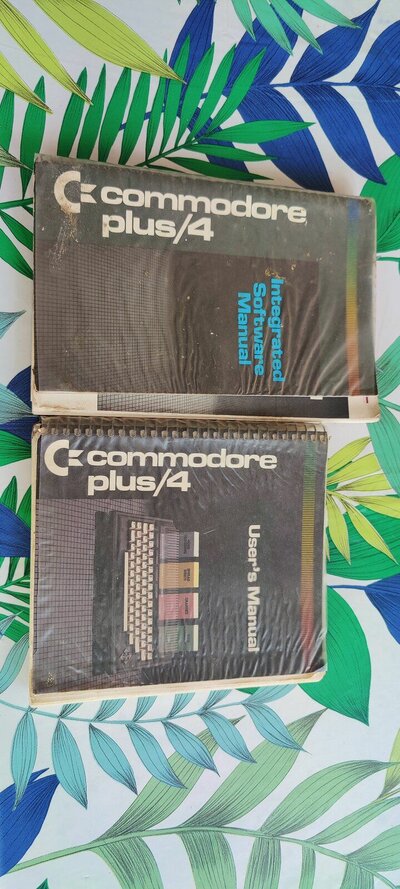 commodore
plus/4
Integrated
Software
Manual
commodore
plus/4
User's Manual